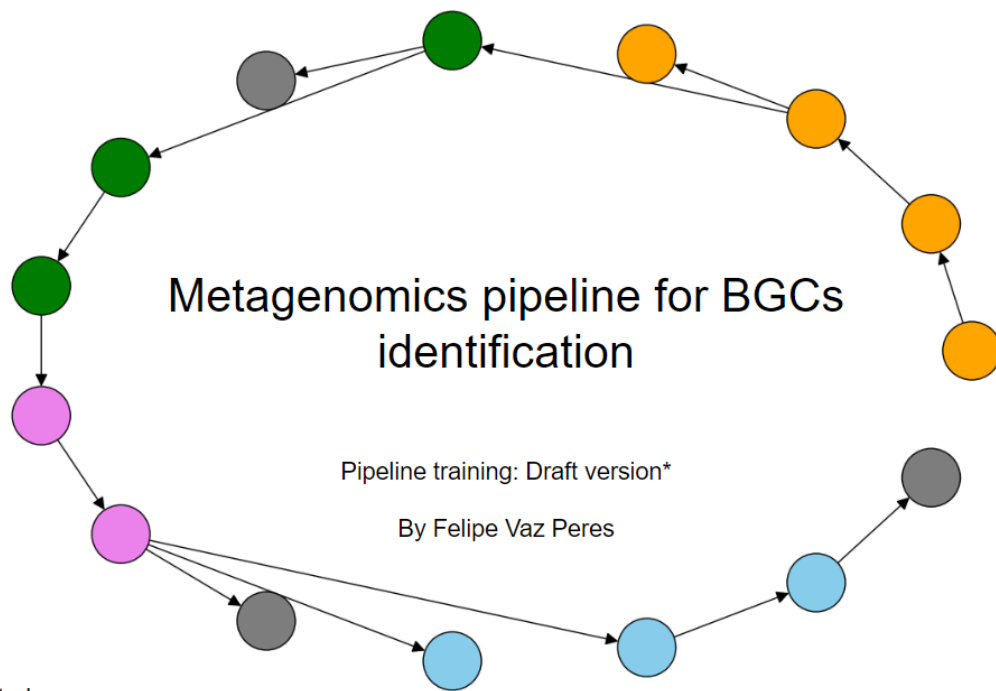 Metagenomics pipeline for BGCs
identification
Pipeline training: Draft version*
By Felipe Vaz Peres